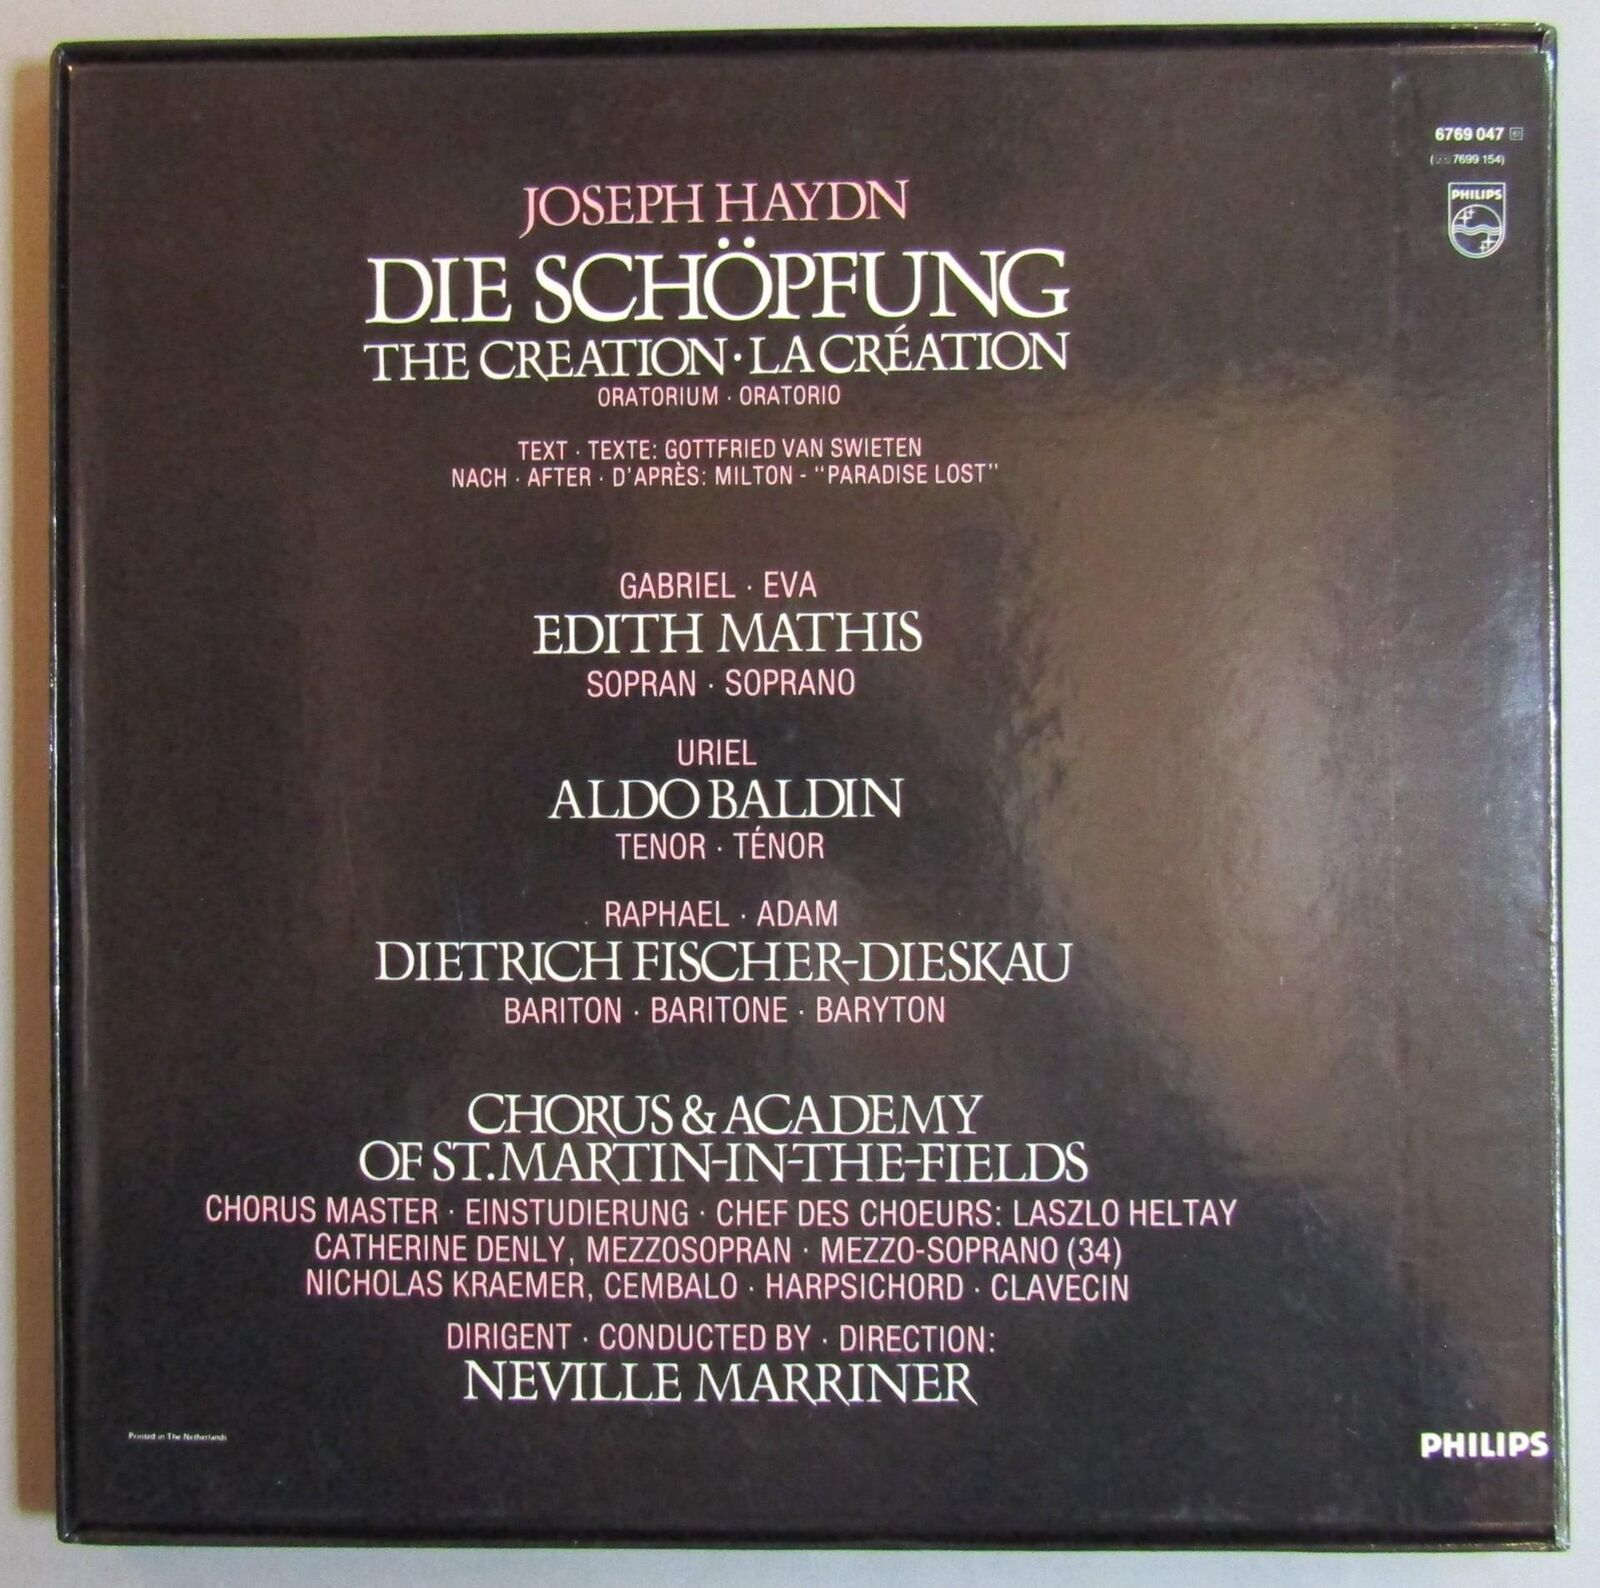 6769 047
7699 154)
PHILIPS
JOSEPH HAYDN
DIE SCHÖPFUNG
THE CREATION · LA CRÉATION
ORATORIUM · ORATORIO
TEXT · TEXTE: GOTTFRIED VAN SWIETEN
NACH · AFTER · D'APRÈS: MILTON - "PARADISE LOST"
GABRIEL · EVA
EDITH MATHIS
SOPRAN · SOPRANO
URIEL
ALDO BALDIN
TENOR · TÉNOR
RAPHAEL · ADAM
DIETRICH FISCHER-DIESKAU
BARITON · BARITONE · BARYTON
CHORUS & ACADEMY
OF ST. MARTIN-IN-THE-FIELDS
CHORUS MASTER · EINSTUDIERUNG · CHEF DES CHOEURS: LASZLO HELTAY
CATHERINE DENLY, MEZZOSOPRAN · MEZZO-SOPRANO (34)
NICHOLAS KRAEMER, CEMBALO · HARPSICHORD · CLAVECIN
DIRIGENT · CONDUCTED BY · DIRECTION:
NEVILLE MARRINER
Printed in The Netherlands
PHILIPS